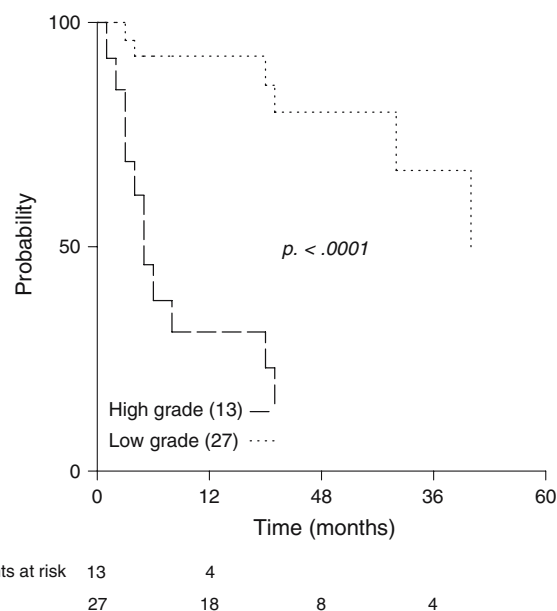 100
50
0
Probability
p. < .0001
High grade (13)
Low grade (27)
0 12 48 36 60
Time (months)
at risk 13 4
27 18 8 4